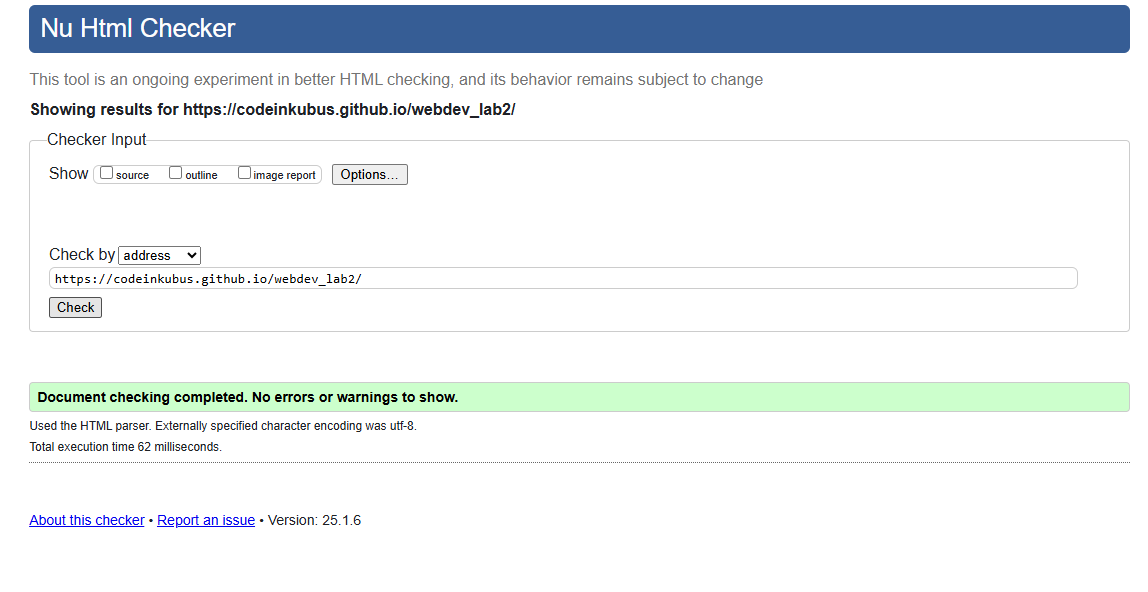 Nu Html Checker
This tool is an ongoing experiment in better HTML checking, and its behavior remains subject to change
Showing results for https://codeinkubus.github.io/webdev_lab2/
Checker Input
Show source outline image report Options...
Check by address
https://codeinkubus.github.io/webdev_lab2/
Check
Document checking completed. No errors or warnings to show.
Used the HTML parser. Externally specified character encoding was utf-8.
Total execution time 62 milliseconds.
About this checker • Report an issue • Version: 25.1.6